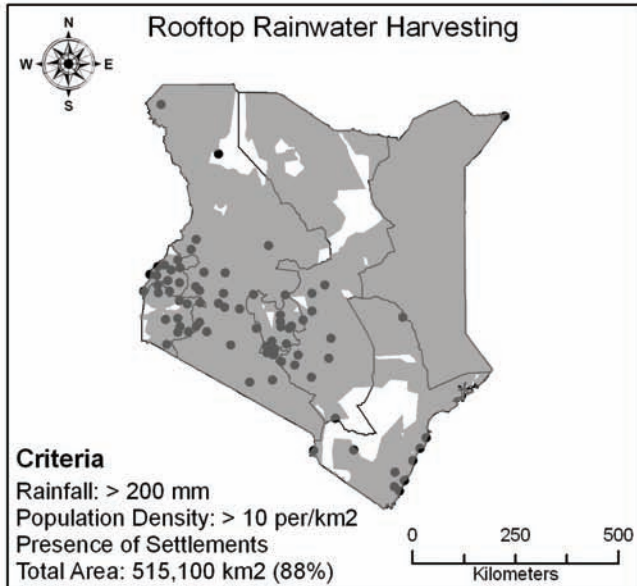 Rooftop Rainwater Harvesting
N
W E
S
Criteria
Rainfall: > 200 mm
Population Density: > 10 per/km2
Presence of Settlements
Total Area: 515,100 km2 (88%)
0 250 500
Kilometers